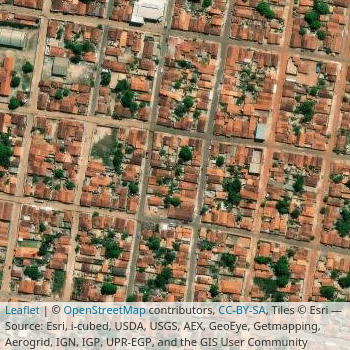 Leaflet | © OpenStreetMap contributors, CC-BY-SA, Tiles © Esri —
Source: Esri, i-cubed, USDA, USGS, AEX, GeoEye, Getmapping,
Aerogrid, IGN, IGP, UPR-EGP, and the GIS User Community